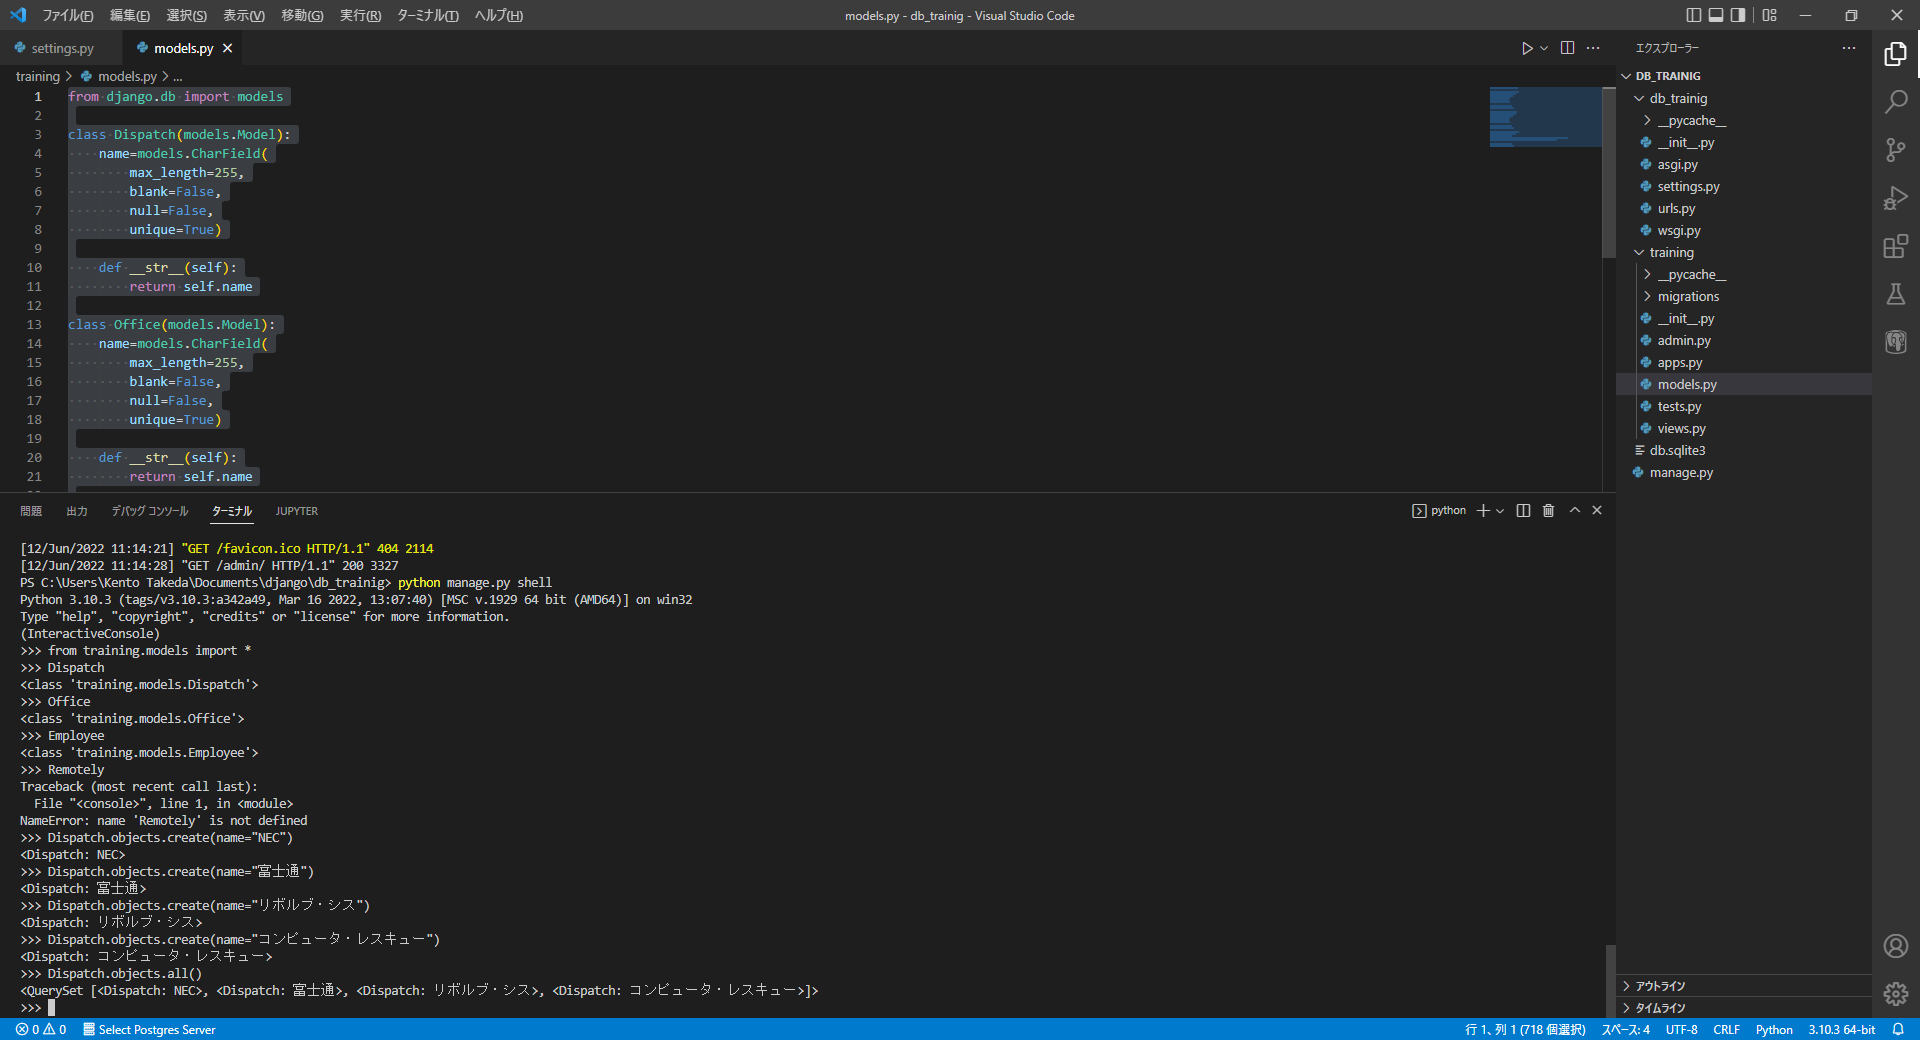 ファイル(F) 編集(E) 選択(S) 表示(V) 移動(G) 実行(R) ターミナル(T) ヘルプ(H)
models.py - db_trainig - Visual Studio Code
settings.py
models.py
training > models.py > ...
1 from django.db import models
2
3 class Dispatch(models.Model):
4 name=models.CharField(
5 max_length=255,
6 blank=False,
7 null=False,
8 unique=True)
9
10 def __str__(self):
11 return self.name
12
13 class Office(models.Model):
14 name=models.CharField(
15 max_length=255,
16 blank=False,
17 null=False,
18 unique=True)
19
20 def __str__(self):
21 return self.name
問題 出力 デバッグ コンソール ターミナル JUPYTER
python
[12/Jun/2022 11:14:21] "GET /favicon.ico HTTP/1.1" 404 2114
[12/Jun/2022 11:14:28] "GET /admin/ HTTP/1.1" 200 3327
PS C:\Users\Kento Takeda\Documents\django\db_trainig> python manage.py shell
Python 3.10.3 (tags/v3.10.3:a342a49, Mar 16 2022, 13:07:40) [MSC v.1929 64 bit (AMD64)] on win32
Type "help", "copyright", "credits" or "license" for more information.
(InteractiveConsole)
>>> from training.models import *
>>> Dispatch
<class 'training.models.Dispatch'>
>>> Office
<class 'training.models.Office'>
>>> Employee
<class 'training.models.Employee'>
>>> Remotely
Traceback (most recent call last):
File "<console>", line 1, in <module>
NameError: name 'Remotely' is not defined
>>> Dispatch.objects.create(name="NEC")
<Dispatch: NEC>
>>> Dispatch.objects.create(name="富士通")
<Dispatch: 富士通>
>>> Dispatch.objects.create(name="リボルブ・シス")
<Dispatch: リボルブ・シス>
>>> Dispatch.objects.create(name="コンピュータ・レスキュー")
<Dispatch: コンピュータ・レスキュー>
>>> Dispatch.objects.all()
<QuerySet [<Dispatch: NEC>, <Dispatch: 富士通>, <Dispatch: リボルブ・シス>, <Dispatch: コンピュータ・レスキュー>]>
>>>
エクスプローラー
DB_TRAINIG
db_trainig
__pycache__
__init__.py
asgi.py
settings.py
urls.py
wsgi.py
training
__pycache__
migrations
__init__.py
admin.py
apps.py
models.py
tests.py
views.py
db.sqlite3
manage.py
アウトライン
タイムライン
0 0 Select Postgres Server
行 1、列 1 (718 個選択) スペース: 4 UTF-8 CRLF Python 3.10.3 64-bit